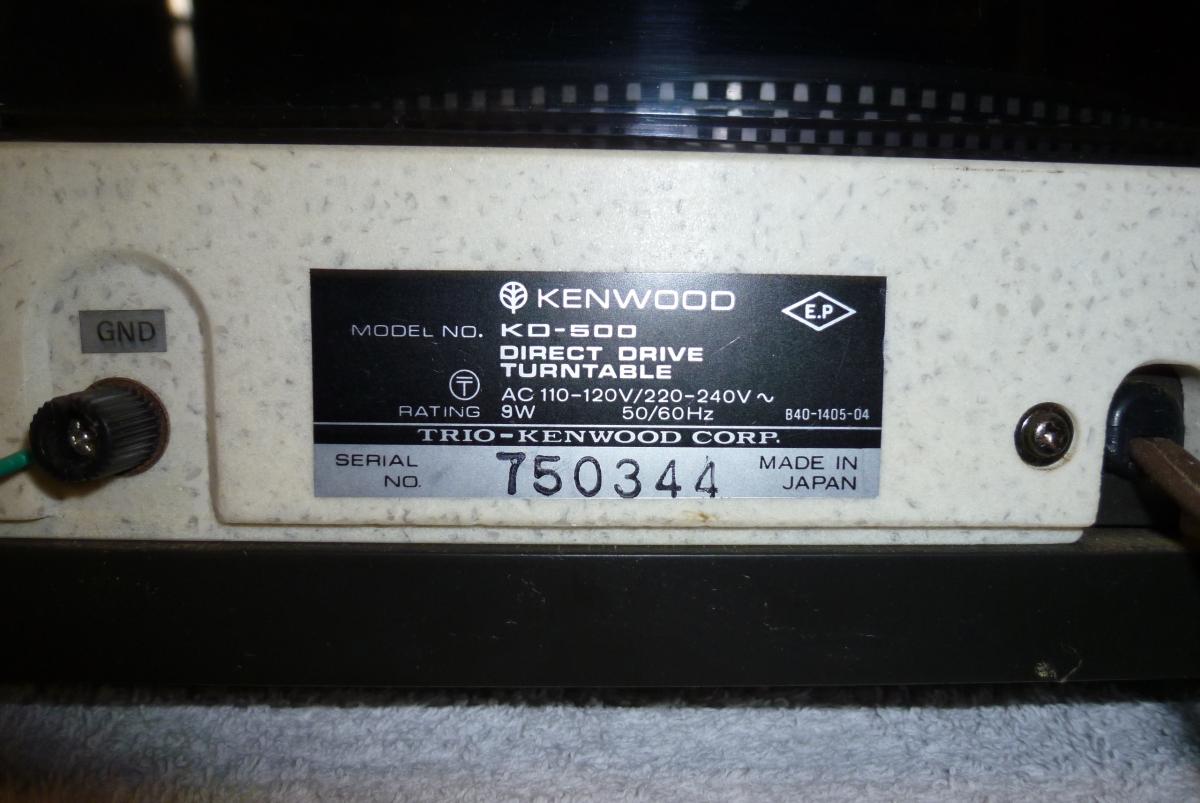 GND
KENWOOD
E.P
MODEL NO. KD-500
DIRECT DRIVE
TURNTABLE
T
AC 110-120V/220-240V ~
RATING 9W 50/60Hz B40-1405-04
TRIO-KENWOOD CORP.
SERIAL NO. 750344
MADE IN
JAPAN